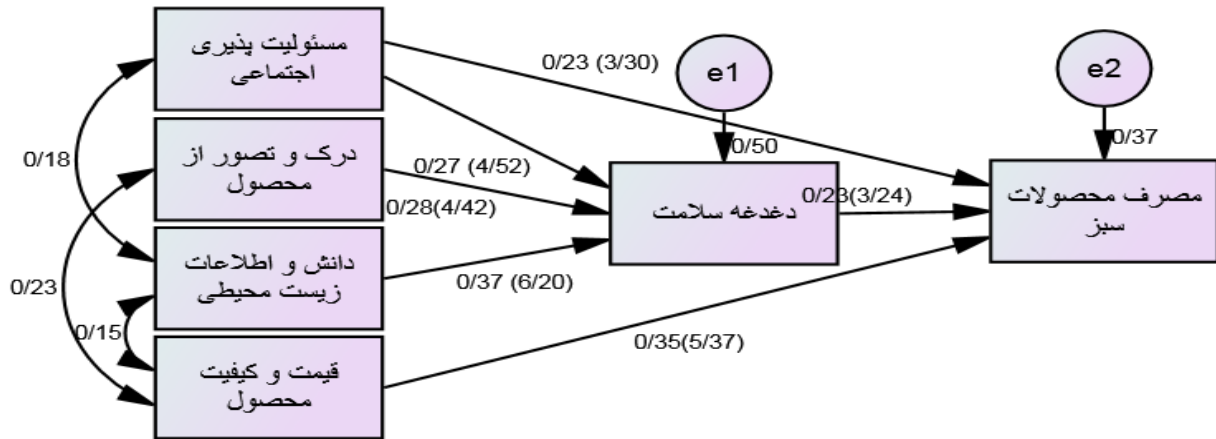 مسئولیت پذیری
اجتماعی
0/23 (3/30)
e1
e2
درک و تصور از
محصول
0/18
0/27 (4/52)
0/50
0/37
0/28(4/42)
دغدغه سلامت
0/23(3/24)
مصرف محصولات
سبز
دانش و اطلاعات
زیست محیطی
0/23
0/37 (6/20)
0/15
0/35(5/37)
قیمت و کیفیت
محصول